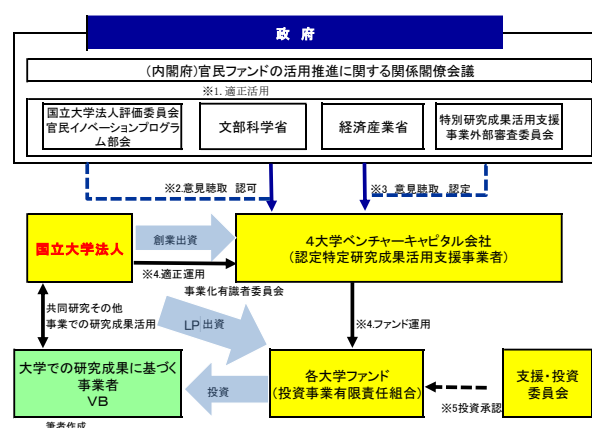 政 府
(内閣府)官民ファンドの活用推進に関する関係閣僚会議
※1.適正活用
国立大学法人評価委員会
官民イノベーションプログラ
ム部会
文部科学省
経済産業省
特別研究成果活用支援
事業外部審査委員会
※2.意見聴取 認可
※3 意見聴取 認定
国立大学法人
創業出資
4大学ベンチャーキャピタル会社
(認定特定研究成果活用支援事業者)
※4.適正運用
事業化有識者委員会
共同研究その他
事業での研究成果活用
LP出資
※4.ファンド運用
大学での研究成果に基づく
事業者
VB
投資
各大学ファンド
(投資事業有限責任組合)
支援・投資
委員会
※5投資承認
筆者作成